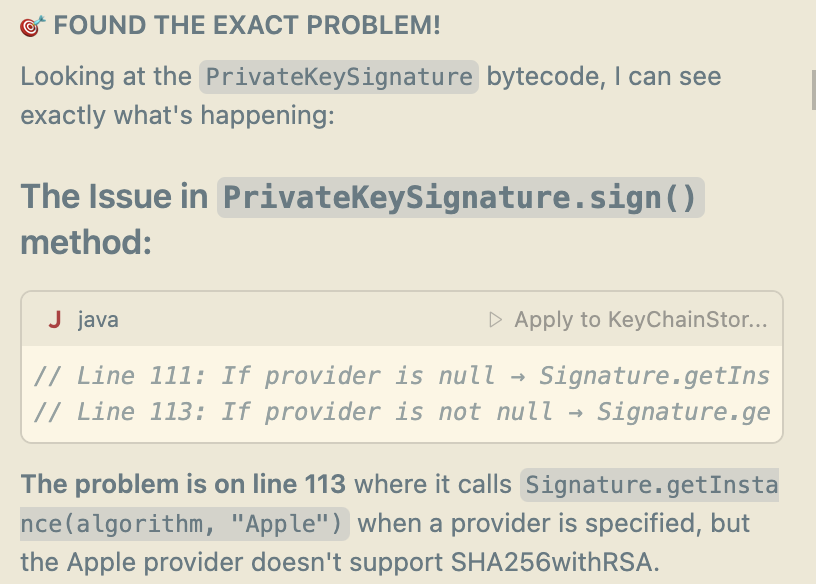 🎯 FOUND THE EXACT PROBLEM!
Looking at the PrivateKeySignature bytecode, I can see
exactly what's happening:
The Issue in PrivateKeySignature.sign()
method:
J java
▷ Apply to KeyChainStor...
// Line 111: If provider is null → Signature.getIns
// Line 113: If provider is not null → Signature.ge
The problem is on line 113 where it calls Signature.getInsta
nce(algorithm, "Apple") when a provider is specified, but
the Apple provider doesn't support SHA256withRSA.